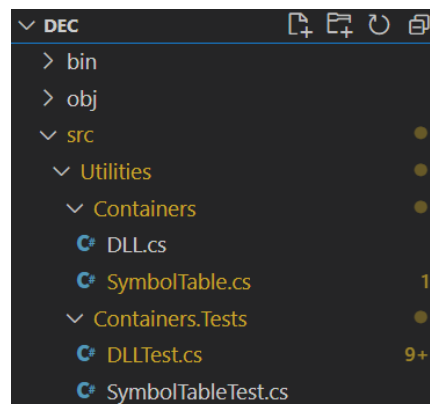 DEC
bin
obj
src
Utilities
Containers
C# DLL.cs
C# SymbolTable.cs 1
Containers.Tests
C# DLLTest.cs 9+
C# SymbolTableTest.cs